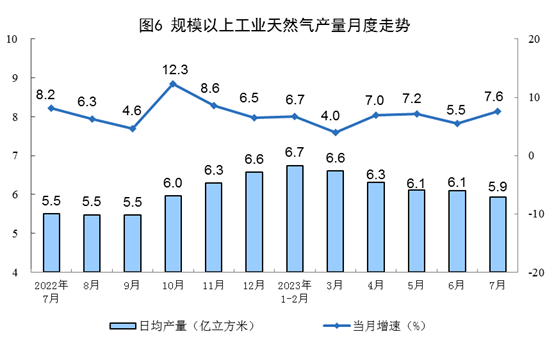 图6 规模以上工业天然气产量月度走势
10 20
8.2 6.3 4.6 12.3 8.6 6.5 6.7 4.0 7.0 7.2 5.5 7.6
9 10
8 0
7 -10
6 -20
5
4
5.5 5.5 5.5 6.0 6.3 6.6 6.7 6.6 6.3 6.1 6.1 5.9
2022年 8月 9月 10月 11月 12月 2023年 3月 4月 5月 6月 7月
7月 1-2月
日均产量（亿立方米） 当月增速（%）